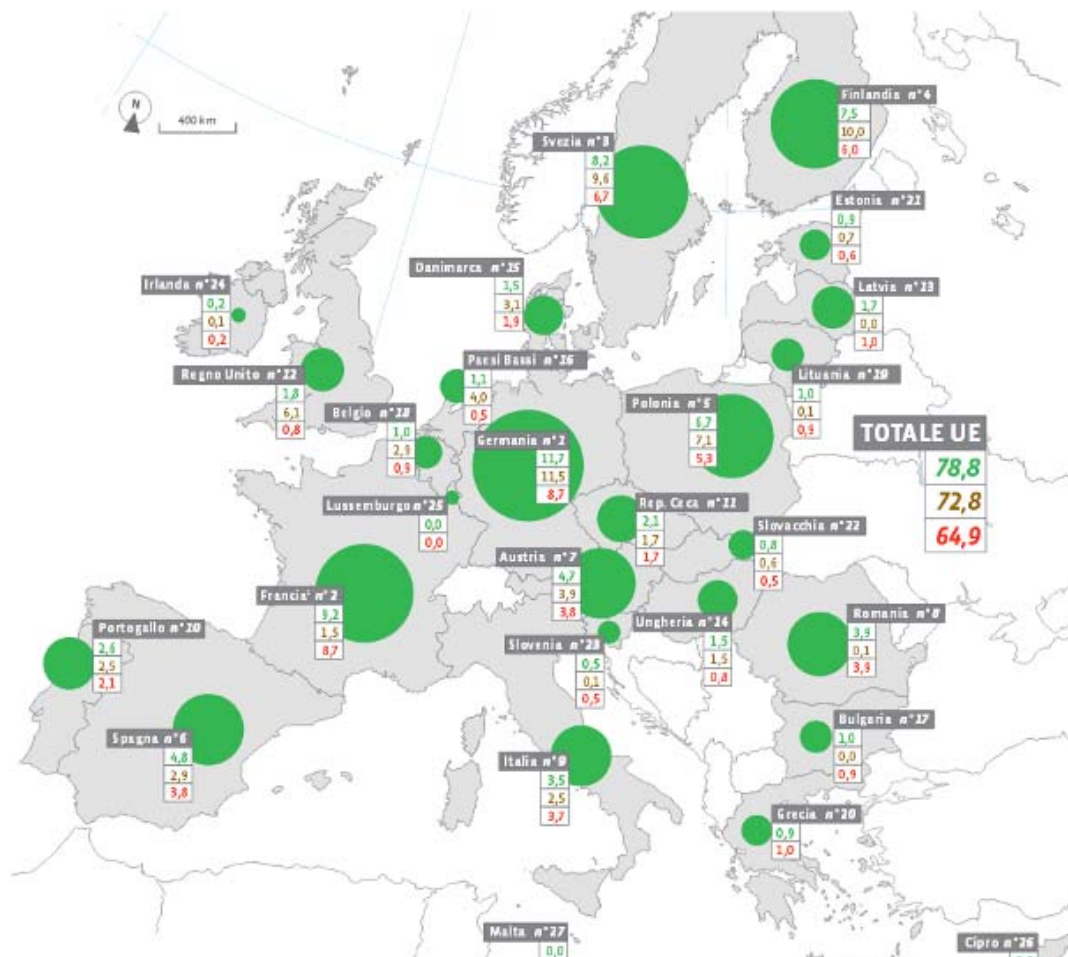 N
400 km
Finlandia n°4
7,5
10,0
6,0
Svezia n°3
8,2
9,6
6,7
Estonia n°21
0,9
0,7
0,6
Danimarca n°15
1,5
3,1
1,9
Irlanda n°24
0,2
0,1
0,2
Latvia n°13
1,7
0,0
1,0
Paesi Bassi n°16
1,1
4,0
0,5
Regno Unito n°12
1,8
6,1
0,8
Lituania n°19
1,0
0,1
0,9
Belgio n°18
1,0
2,9
0,9
Polonia n°5
6,7
7,1
5,3
Germania n°1
11,7
11,5
8,7
TOTALE UE
78,8
72,8
64,9
Lussemburgo n°25
0,0
0,0
Rep. Ceca n°11
2,1
1,7
1,7
Slovacchia n°22
0,8
0,6
0,5
Austria n°7
4,7
3,9
3,8
Francia¹ n°2
9,2
1,5
8,7
Ungheria n°14
1,5
1,5
0,8
Romania n°8
3,9
0,1
3,9
Portogallo n°10
2,6
2,5
2,1
Slovenia n°23
0,5
0,1
0,5
Bulgaria n°17
1,0
0,0
0,9
Spagna n°6
4,8
2,9
3,8
Italia n°9
3,5
2,5
3,7
Grecia n°20
0,9
1,0
Malta n°27
0,0
Cipro n°26